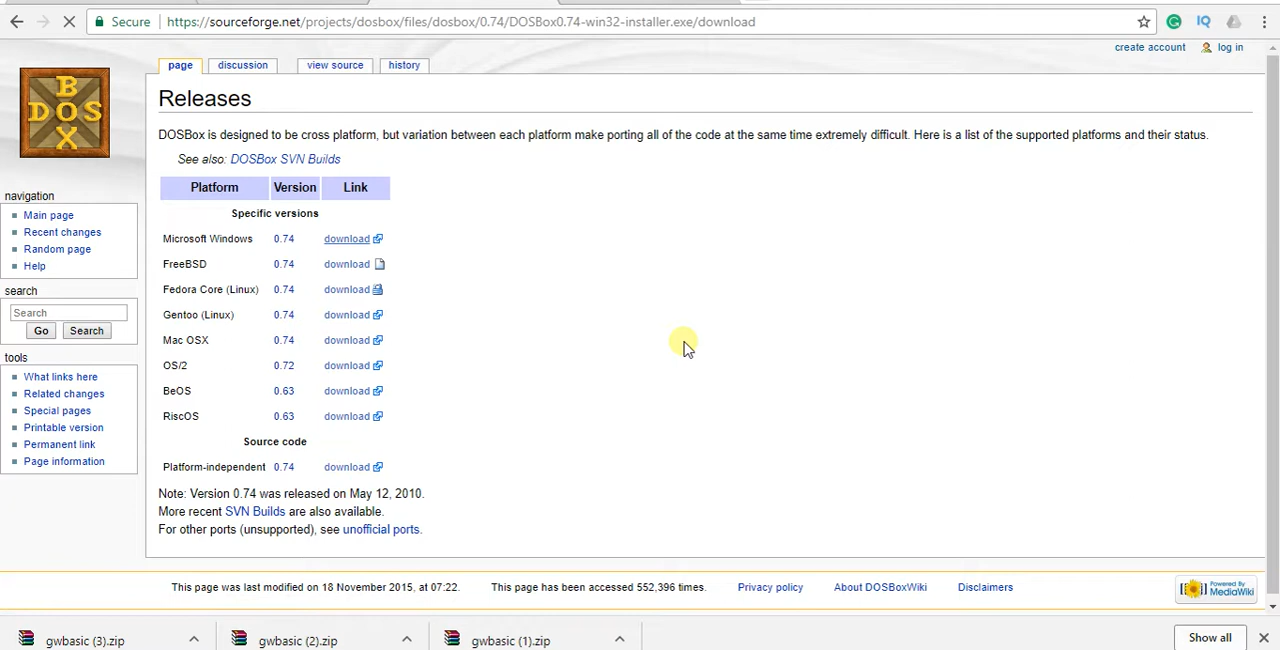 Secure
https://sourceforge.net/projects/dosbox/files/dosbox/0.74/DOSBox0.74-win32-installer.exe/download
IQ
create account log in
page discussion view source history
B
DOS
X
Releases
DOSBox is designed to be cross platform, but variation between each platform make porting all of the code at the same time extremely difficult. Here is a list of the supported platforms and their status.
See also: DOSBox SVN Builds
Platform Version Link
Specific versions
Microsoft Windows 0.74 download
FreeBSD 0.74 download
Fedora Core (Linux) 0.74 download
Gentoo (Linux) 0.74 download
Mac OSX 0.74 download
OS/2 0.72 download
BeOS 0.63 download
RiscOS 0.63 download
Source code
Platform-independent 0.74 download
Note: Version 0.74 was released on May 12, 2010.
More recent SVN Builds are also available.
For other ports (unsupported), see unofficial ports.
navigation
Main page
Recent changes
Random page
Help
search
Search
Go Search
tools
What links here
Related changes
Special pages
Printable version
Permanent link
Page information
This page was last modified on 18 November 2015, at 07:22. This page has been accessed 552,396 times. Privacy policy About DOSBoxWiki Disclaimers
Powered By
MediaWiki
gwbasic (3).zip gwbasic (2).zip gwbasic (1).zip Show all